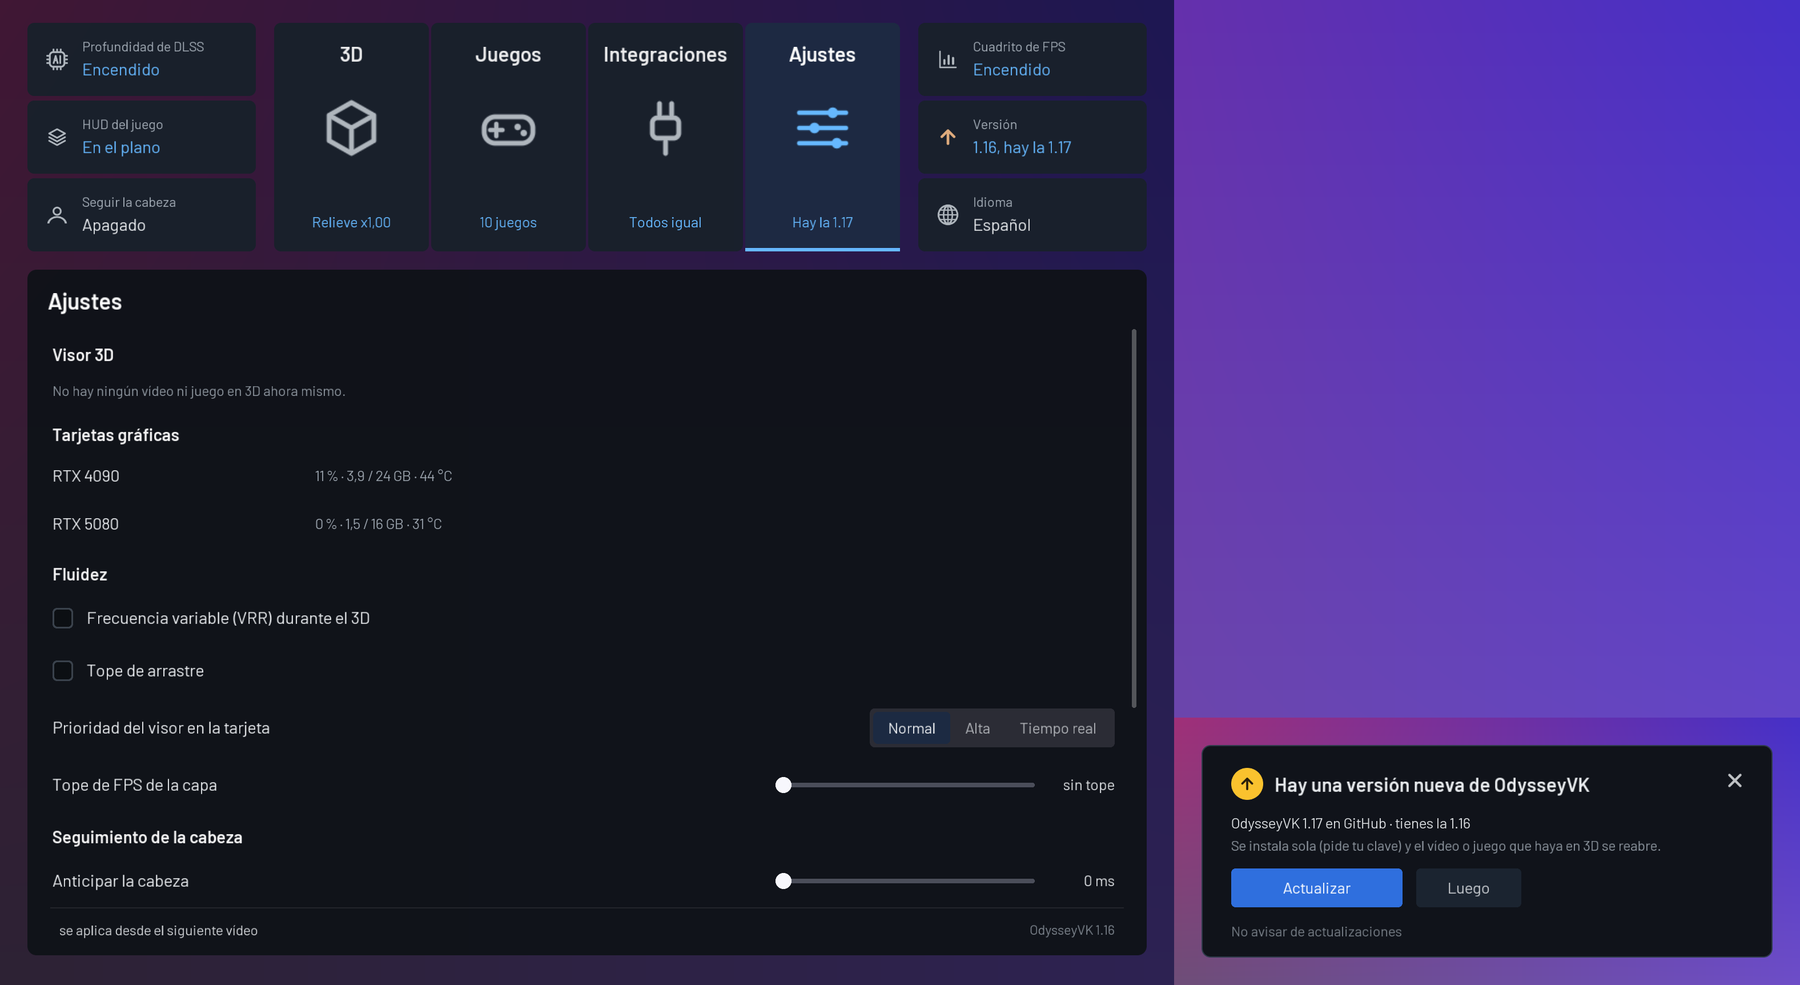 Profundidad de DLSS
Encendido
HUD del juego
En el plano
Seguir la cabeza
Apagado
3D
Relieve x1,00
Juegos
10 juegos
Integraciones
Todos igual
Ajustes
Hay la 1.17
Cuadrito de FPS
Encendido
Versión
1.16, hay la 1.17
Idioma
Español
Ajustes
Visor 3D
No hay ningún vídeo ni juego en 3D ahora mismo.
Tarjetas gráficas
RTX 4090 11 % · 3,9 / 24 GB · 44 °C
RTX 5080 0 % · 1,5 / 16 GB · 31 °C
Fluidez
Frecuencia variable (VRR) durante el 3D
Tope de arrastre
Prioridad del visor en la tarjeta Normal Alta Tiempo real
Tope de FPS de la capa sin tope
Seguimiento de la cabeza
Anticipar la cabeza 0 ms
se aplica desde el siguiente vídeo OdysseyVK 1.16
Hay una versión nueva de OdysseyVK
OdysseyVK 1.17 en GitHub · tienes la 1.16
Se instala sola (pide tu clave) y el vídeo o juego que haya en 3D se reabre.
Actualizar Luego
No avisar de actualizaciones